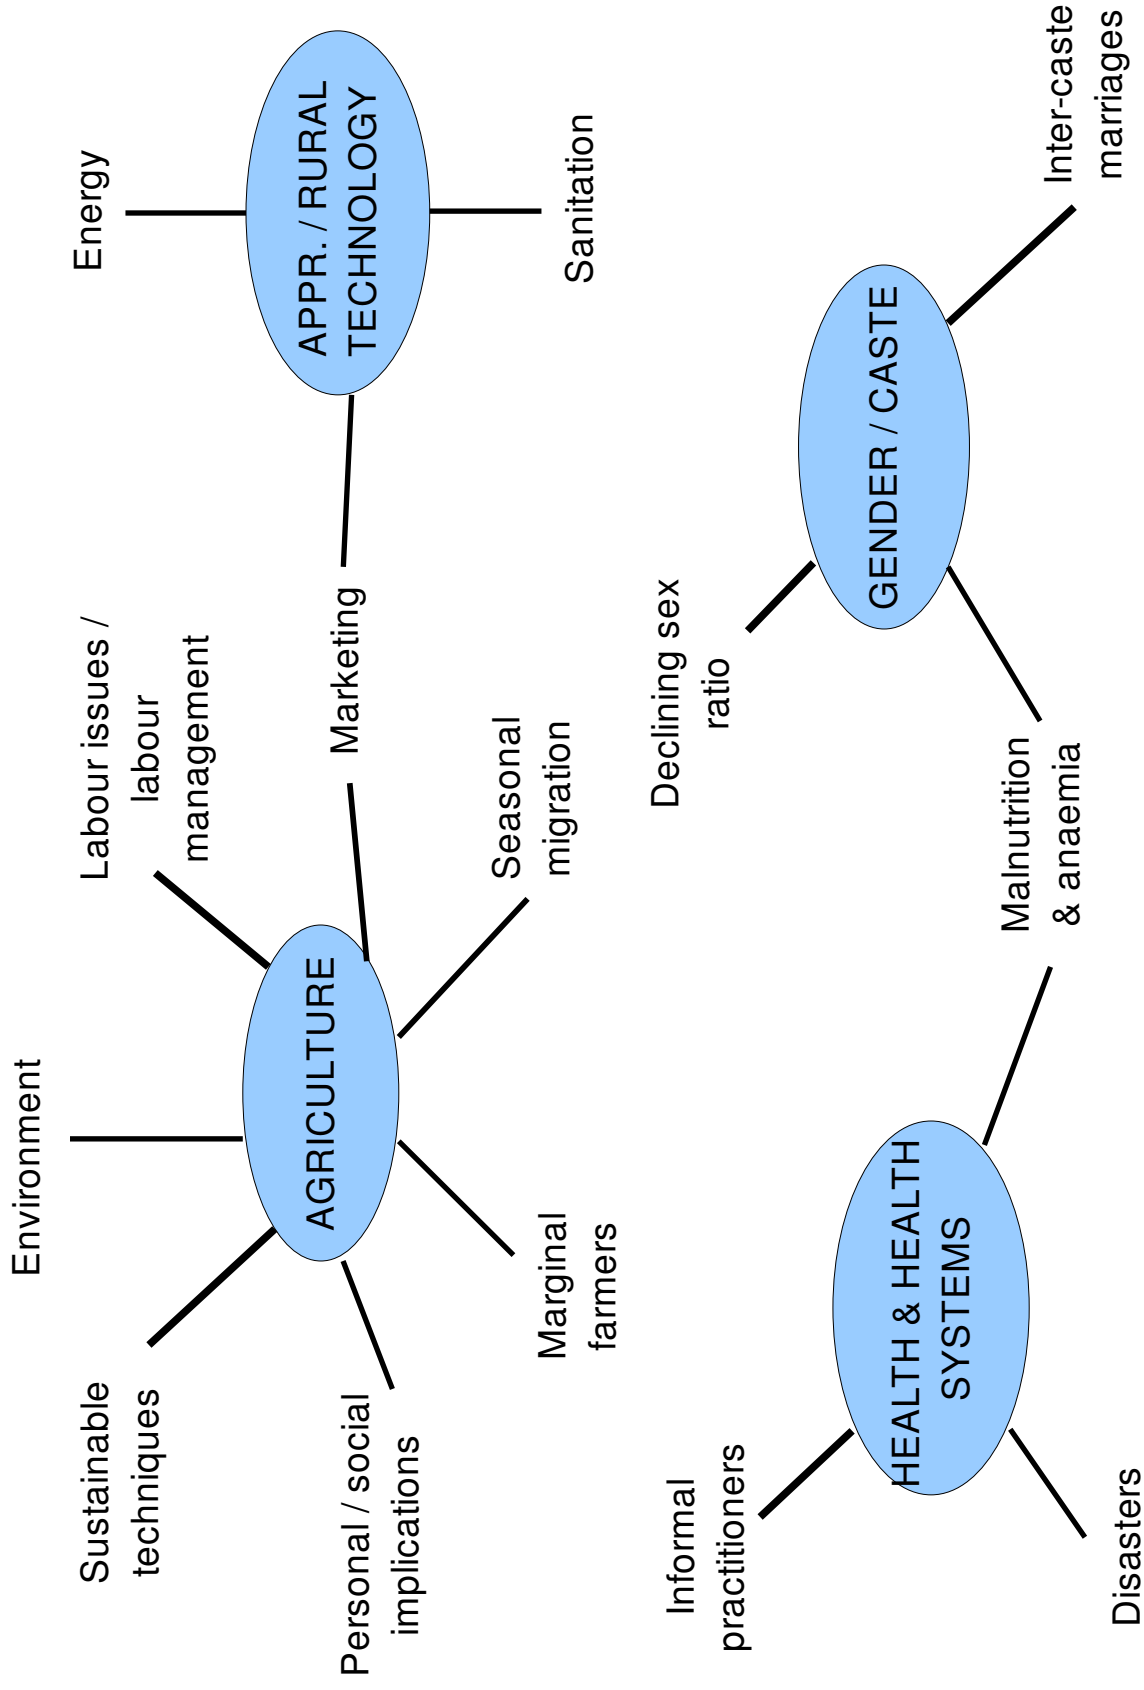 Environment
Sustainable
techniques
Labour issues /
labour
management
Energy
AGRICULTURE
Personal / social
implications
Marketing
APPR. / RURAL
TECHNOLOGY
Marginal
farmers
Seasonal
migration
Sanitation
Informal
practitioners
Declining sex
ratio
HEALTH & HEALTH
SYSTEMS
GENDER / CASTE
Malnutrition
& anaemia
Inter-caste
marriages
Disasters